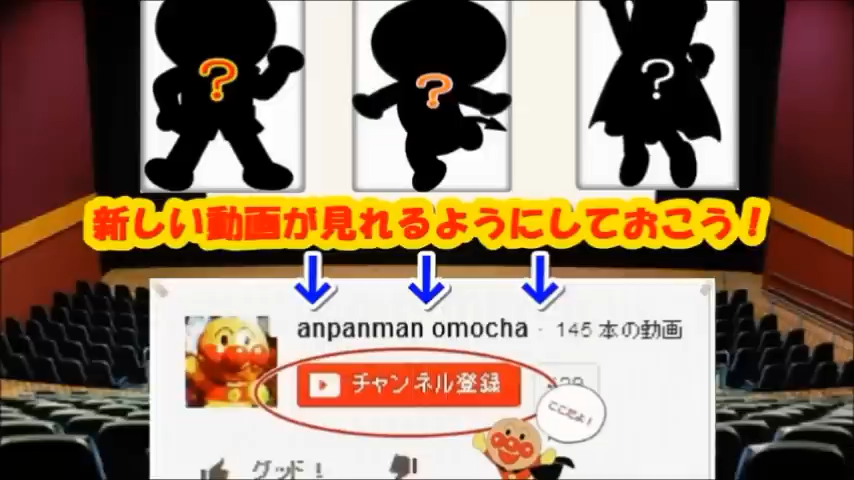 ? ? ?
新しい動画が見れるようにしておこう!
anpanman omocha · 145 本の動画
チャンネル登録
ここだよ!
グッド!